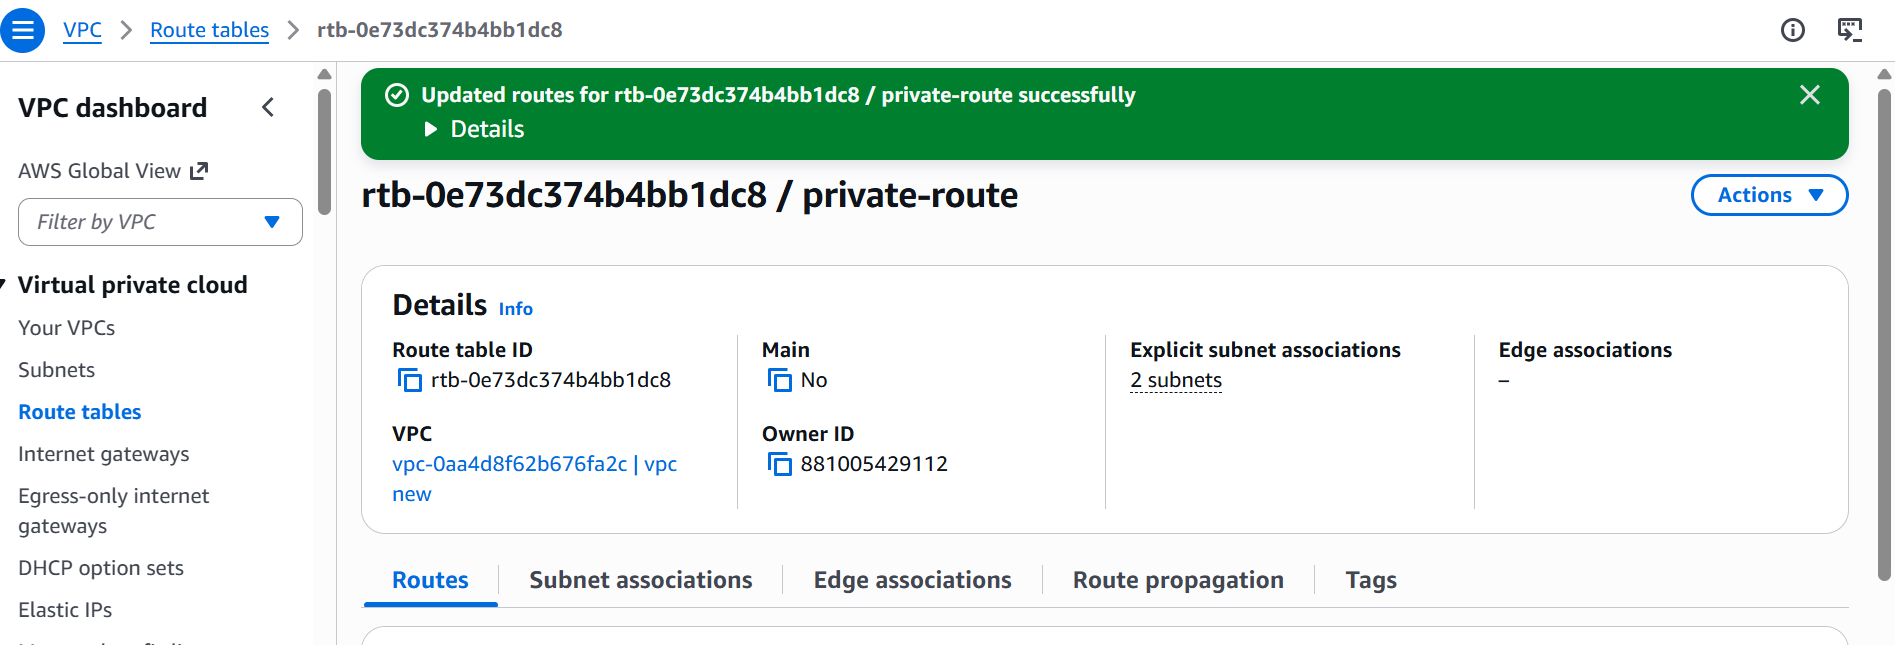 VPC > Route tables > rtb-0e73dc374b4bb1dc8
VPC dashboard
AWS Global View
Filter by VPC
Virtual private cloud
Your VPCs
Subnets
Route tables
Internet gateways
Egress-only internet
gateways
DHCP option sets
Elastic IPs
Updated routes for rtb-0e73dc374b4bb1dc8 / private-route successfully
Details
rtb-0e73dc374b4bb1dc8 / private-route
Actions
Details Info
Route table ID
rtb-0e73dc374b4bb1dc8
Main
No
Explicit subnet associations
2 subnets
Edge associations
–
VPC
vpc-0aa4d8f62b676fa2c | vpc
new
Owner ID
881005429112
Routes
Subnet associations
Edge associations
Route propagation
Tags